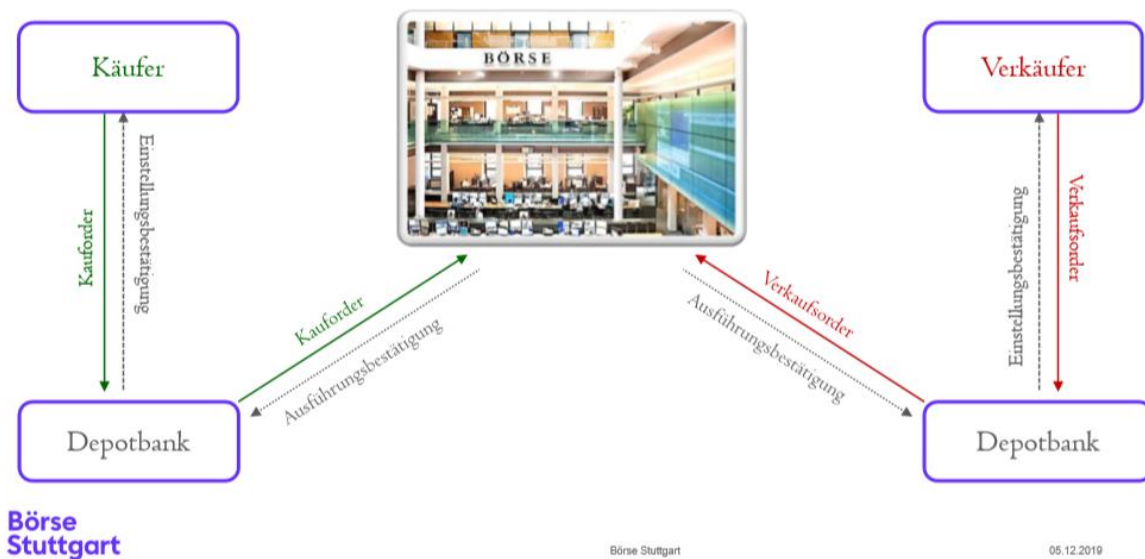 Käufer
BÖRSE
Verkäufer
Kauforder
Einstellungsbestätigung
Einstellungsbestätigung
Verkaufsorder
Kauforder
Ausführungsbestätigung
Verkaufsorder
Ausführungsbestätigung
Depotbank
Depotbank
Börse
Stuttgart
Börse Stuttgart
05.12.2019